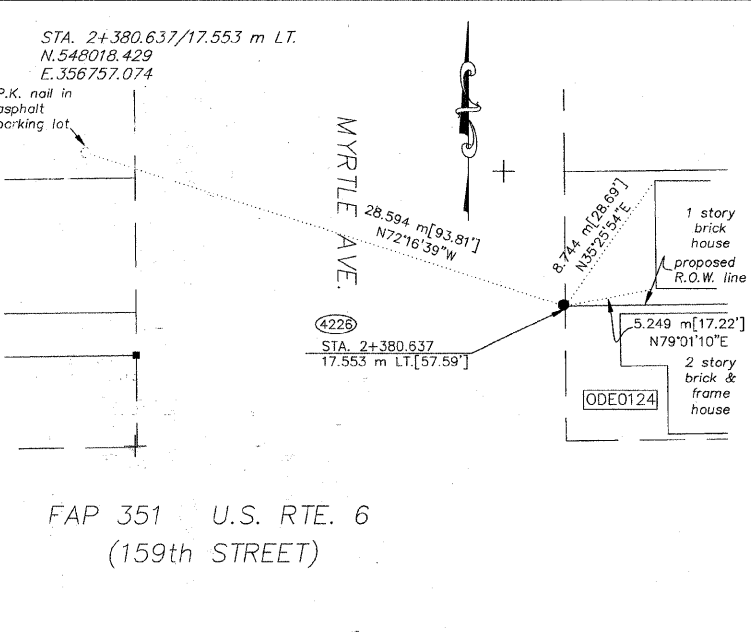 STA. 2+380.637/17.553 m LT.
N.548018.429
E.356757.074
P.K. nail in
asphalt
parking lot
MYRTLE AVE.
28.594 m[93.81']
N72°16'39"W
8.744 m[28.69']
N35°25'54"E
1 story
brick
house
proposed
R.O.W. line
4226
STA. 2+380.637
17.553 m LT.[57.59']
5.249 m[17.22']
N79°01'10"E
2 story
brick &
frame
house
ODE0124
FAP 351 U.S. RTE. 6
(159th STREET)